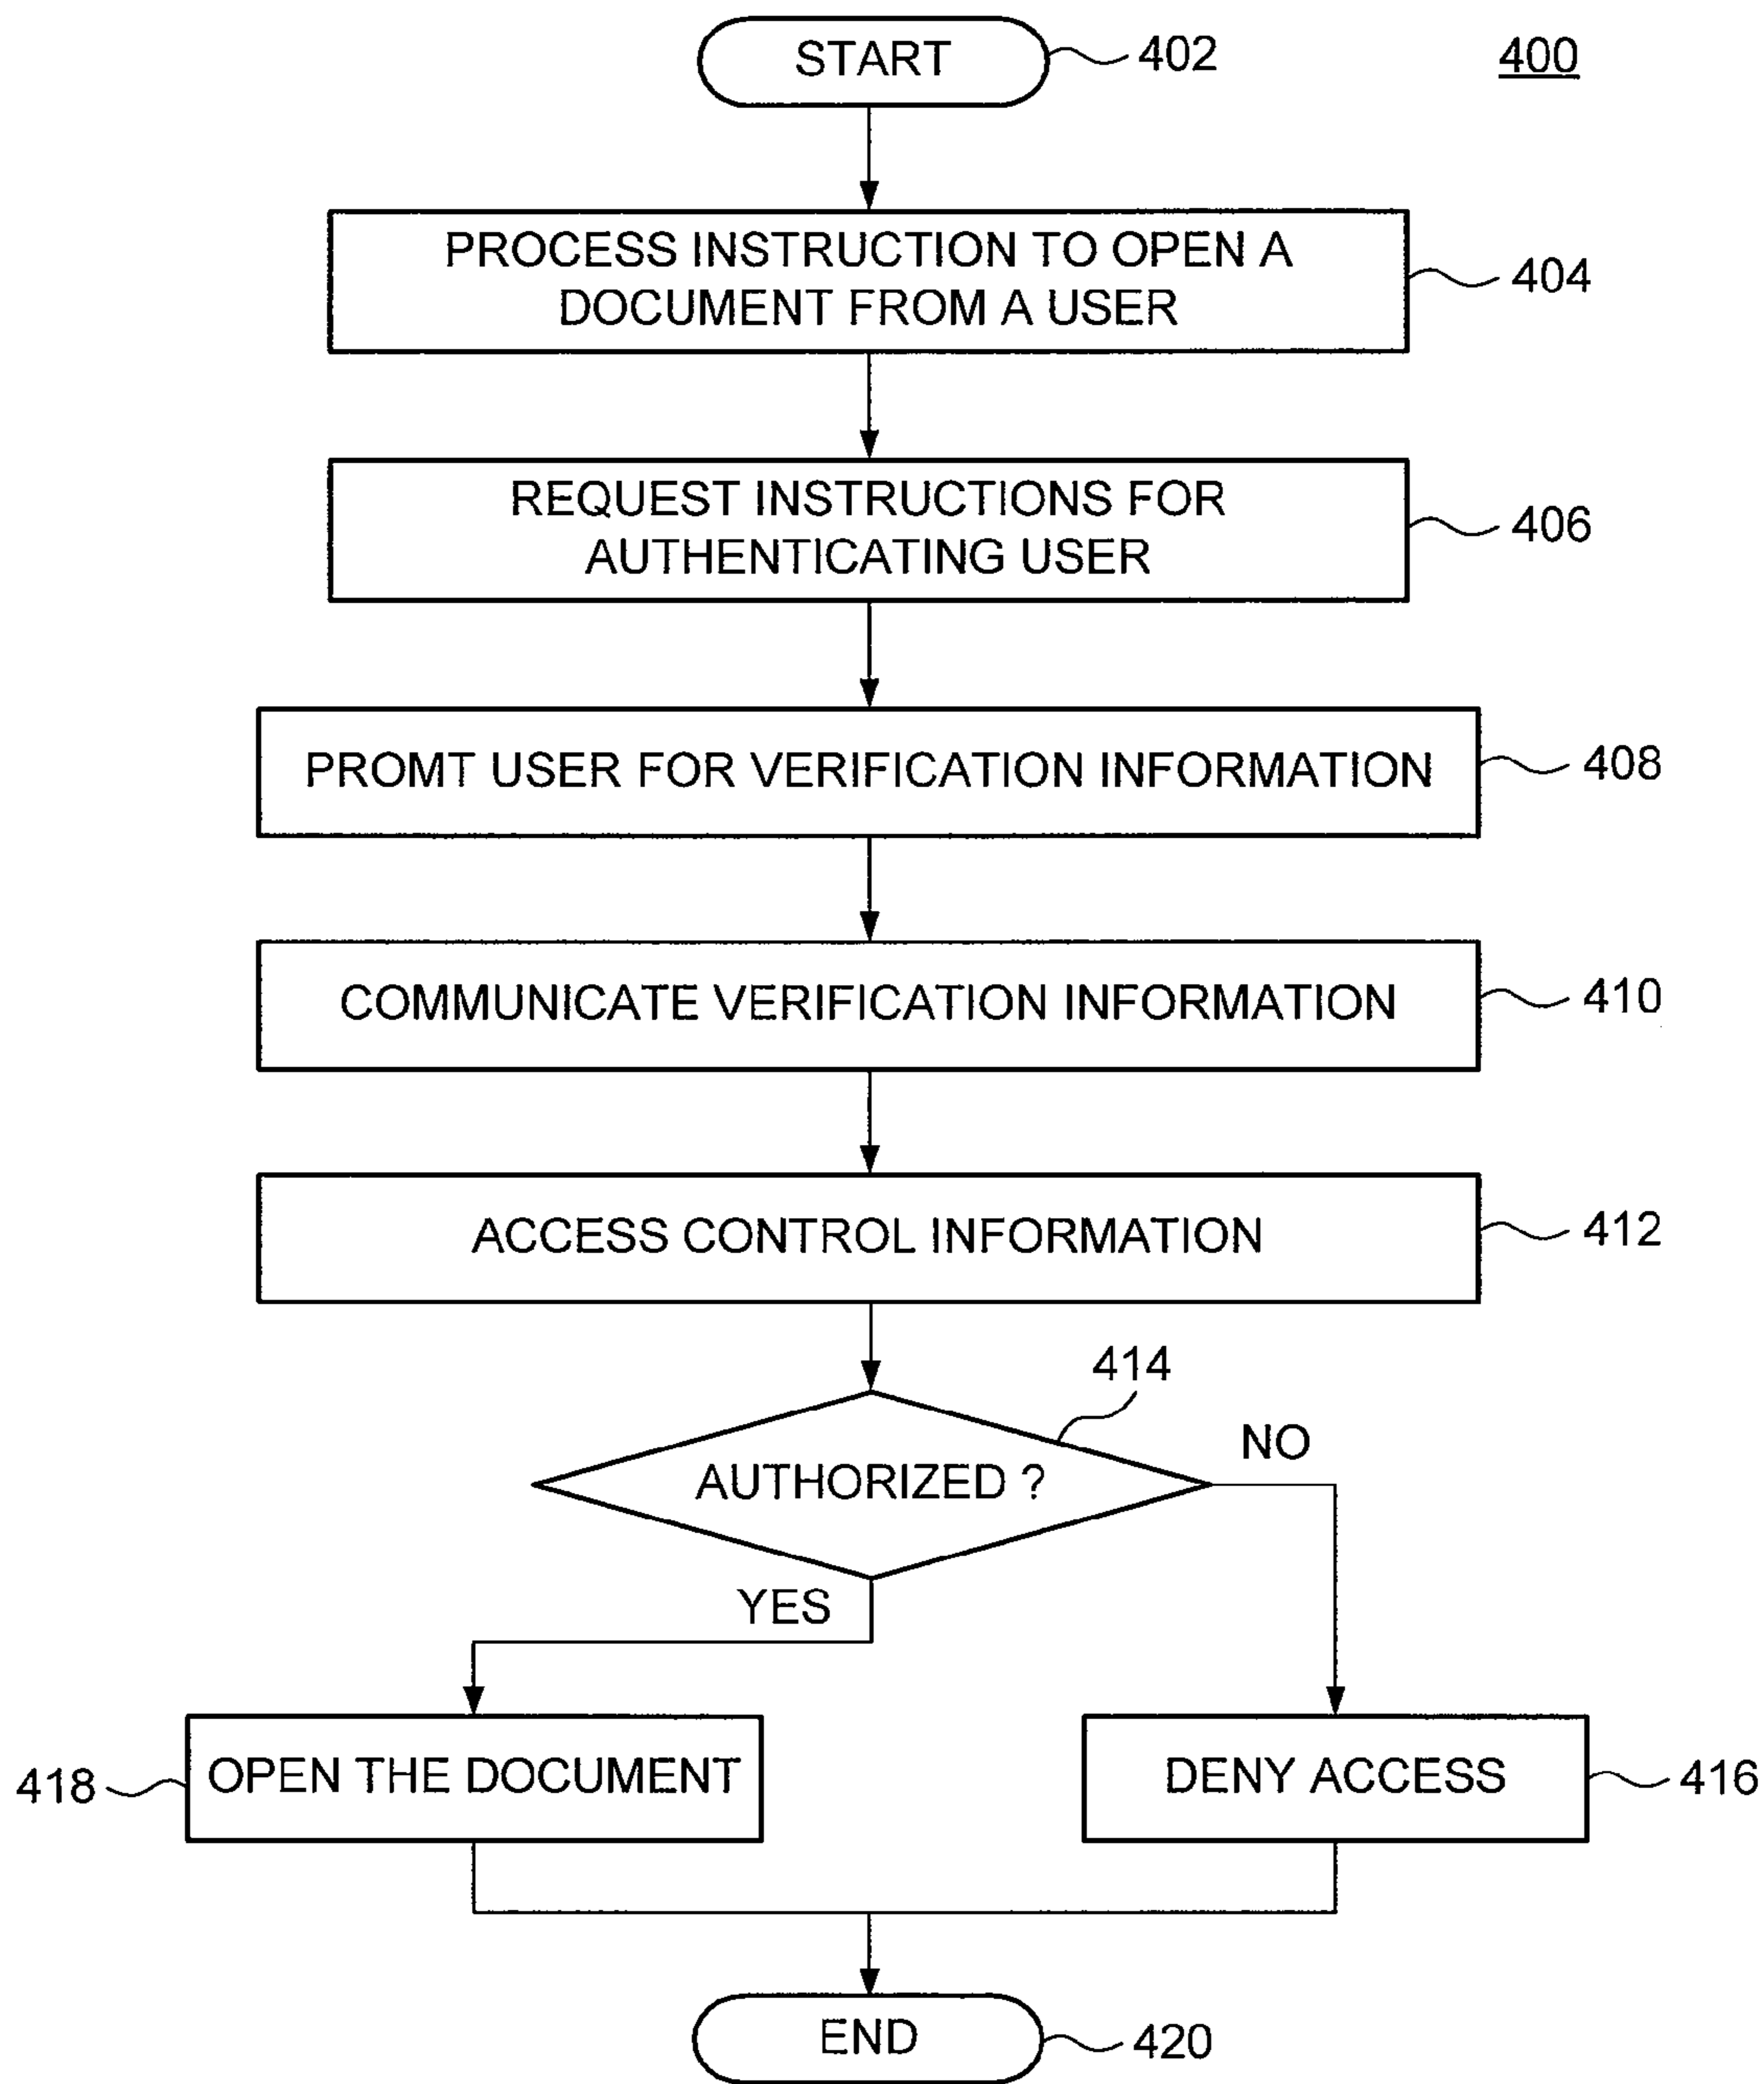 START
402
400
PROCESS INSTRUCTION TO OPEN A
DOCUMENT FROM A USER
404
REQUEST INSTRUCTIONS FOR
AUTHENTICATING USER
406
PROMT USER FOR VERIFICATION INFORMATION
408
COMMUNICATE VERIFICATION INFORMATION
410
ACCESS CONTROL INFORMATION
412
414
AUTHORIZED ?
NO
YES
418
OPEN THE DOCUMENT
DENY ACCESS
416
END
420